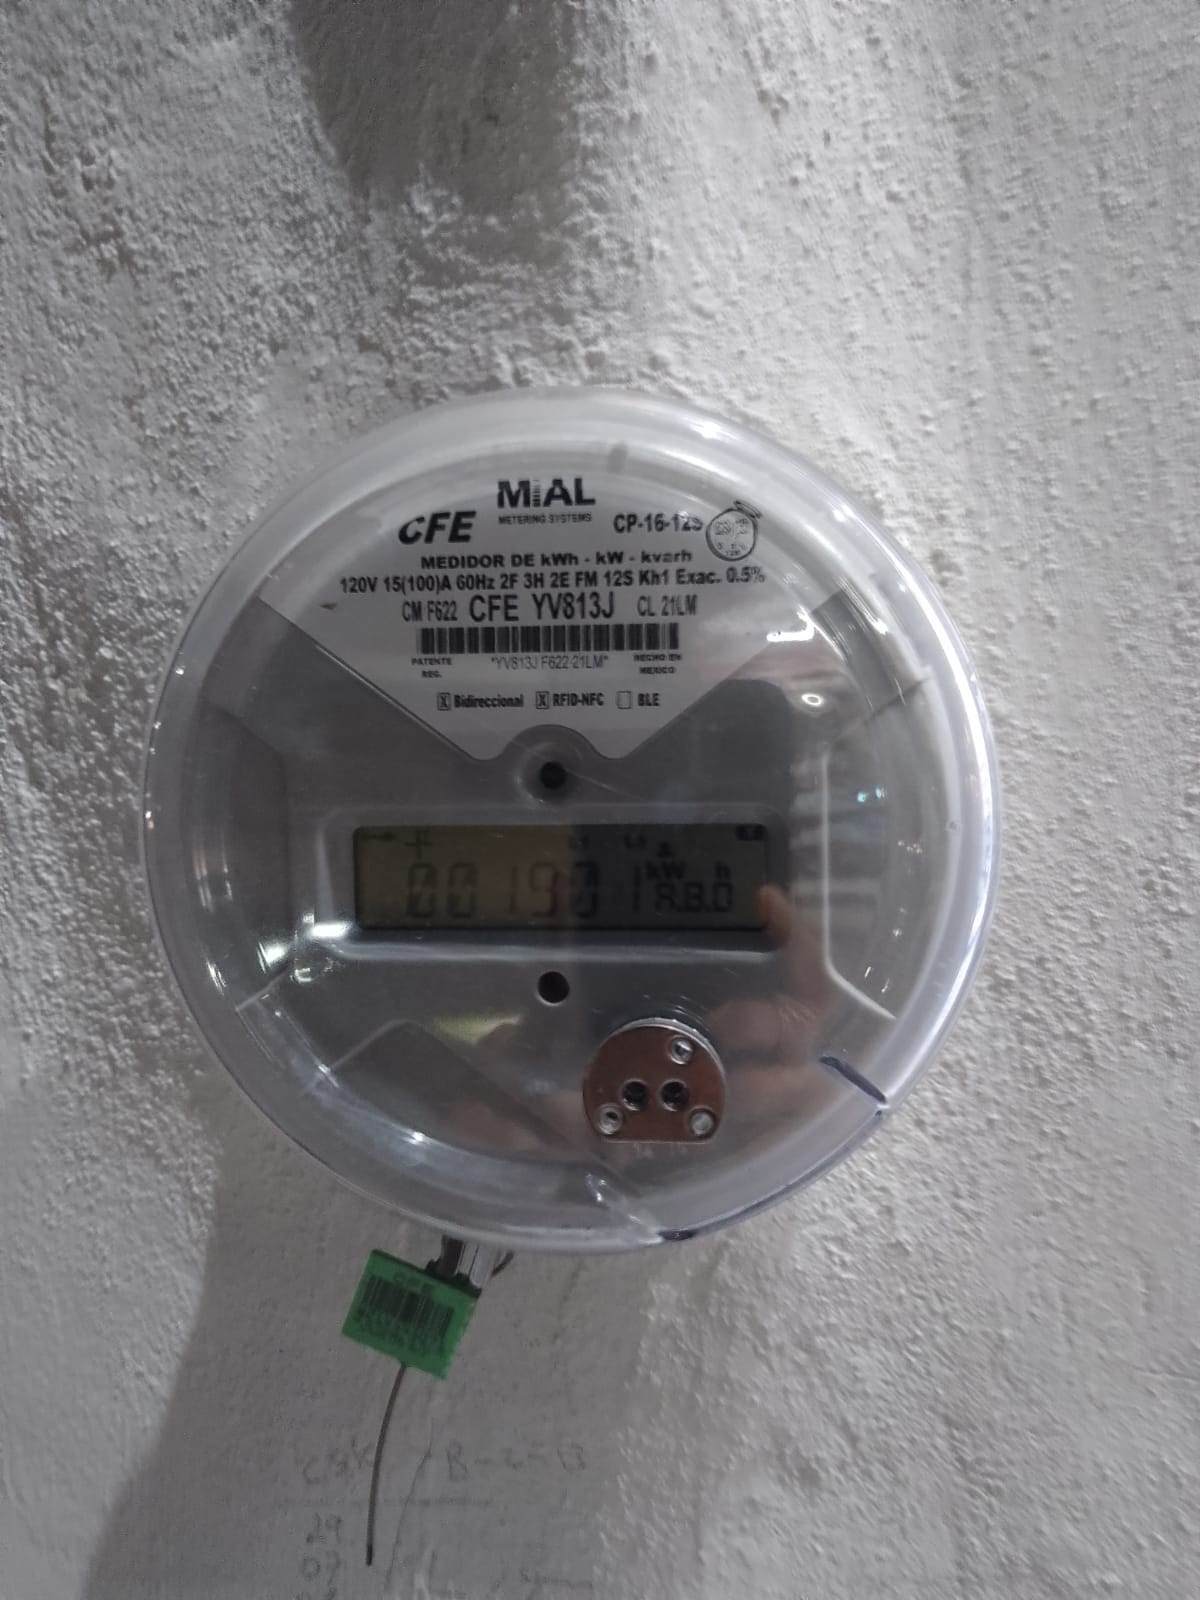 MIAL
METERING SYSTEMS
CFE CP-16-12S
MEDIDOR DE kWh - kW - kvarh
120V 15(100)A 60Hz 2F 3H 2E FM 12S Kh1 Exac. 0.5%
CM F622 CFE YV813J CL 21LM
PATENTE REG. *YV813J F622 21LM* HECHO EN MEXICO
X Bidireccional X RFID-NFC BLE
001901 kW h
CFE